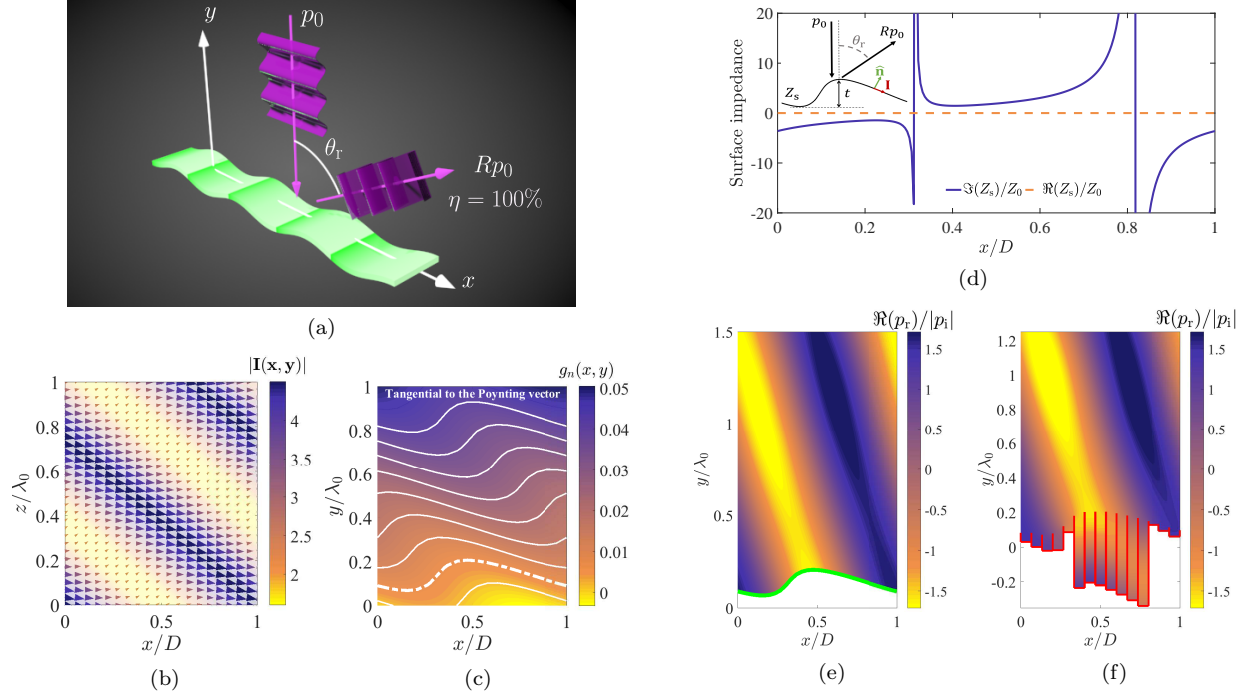 y
p₀
θᵣ
Rp₀
η = 100%
x
(a)
|I(x, y)|
z/λ₀
1
0.8
0.6
0.4
0.2
0
0
0.5
1
x/D
4
3.5
3
2.5
2
(b)
gₙ(x, y)
Tangential to the Poynting vector
y/λ₀
1
0.8
0.6
0.4
0.2
0
0
0.5
1
x/D
0.05
0.04
0.03
0.02
0.01
0
(c)
Surface impedance
20
10
0
-10
-20
p₀
θᵣ
Rp₀
n̂
I
Zₛ
t
ℑ(Zₛ)/Z₀
ℜ(Zₛ)/Z₀
0
0.2
0.4
0.6
0.8
1
x/D
(d)
ℜ(pᵣ)/|pᵢ|
y/λ₀
1.5
1
0.5
0
0
0.5
1
x/D
1.5
1
0.5
0
-0.5
-1
-1.5
(e)
ℜ(pᵣ)/|pᵢ|
y/λ₀
1.2
1
0.8
0.6
0.4
0.2
0
-0.2
0
0.5
1
x/D
1.5
1
0.5
0
-0.5
-1
-1.5
(f)